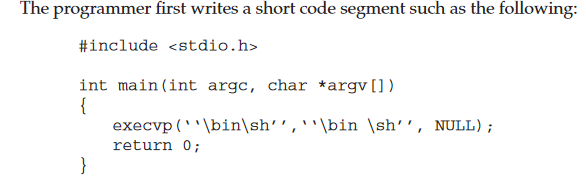 The programmer first writes a short code segment such as the following:
#include <stdio.h>
int main(int argc, char *argv[])
{
execvp(‘‘\bin\sh’’,‘‘\bin \sh’’, NULL);
return 0;
}